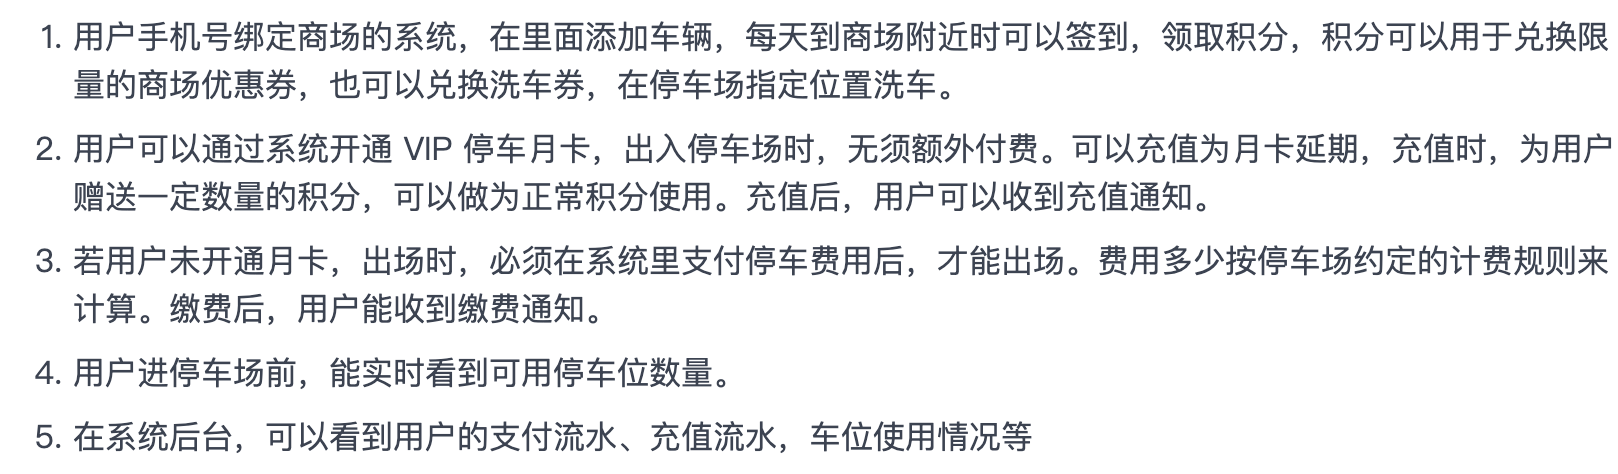 1. 用户手机号绑定商场的系统，在里面添加车辆，每天到商场附近时可以签到，领取积分，积分可以用于兑换限
量的商场优惠券，也可以兑换洗车券，在停车场指定位置洗车。
2. 用户可以通过系统开通 VIP 停车月卡，出入停车场时，无须额外付费。可以充值为月卡延期，充值时，为用户
赠送一定数量的积分，可以做为正常积分使用。充值后，用户可以收到充值通知。
3. 若用户未开通月卡，出场时，必须在系统里支付停车费用后，才能出场。费用多少按停车场约定的计费规则来
计算。缴费后，用户能收到缴费通知。
4. 用户进停车场前，能实时看到可用停车位数量。
5. 在系统后台，可以看到用户的支付流水、充值流水，车位使用情况等